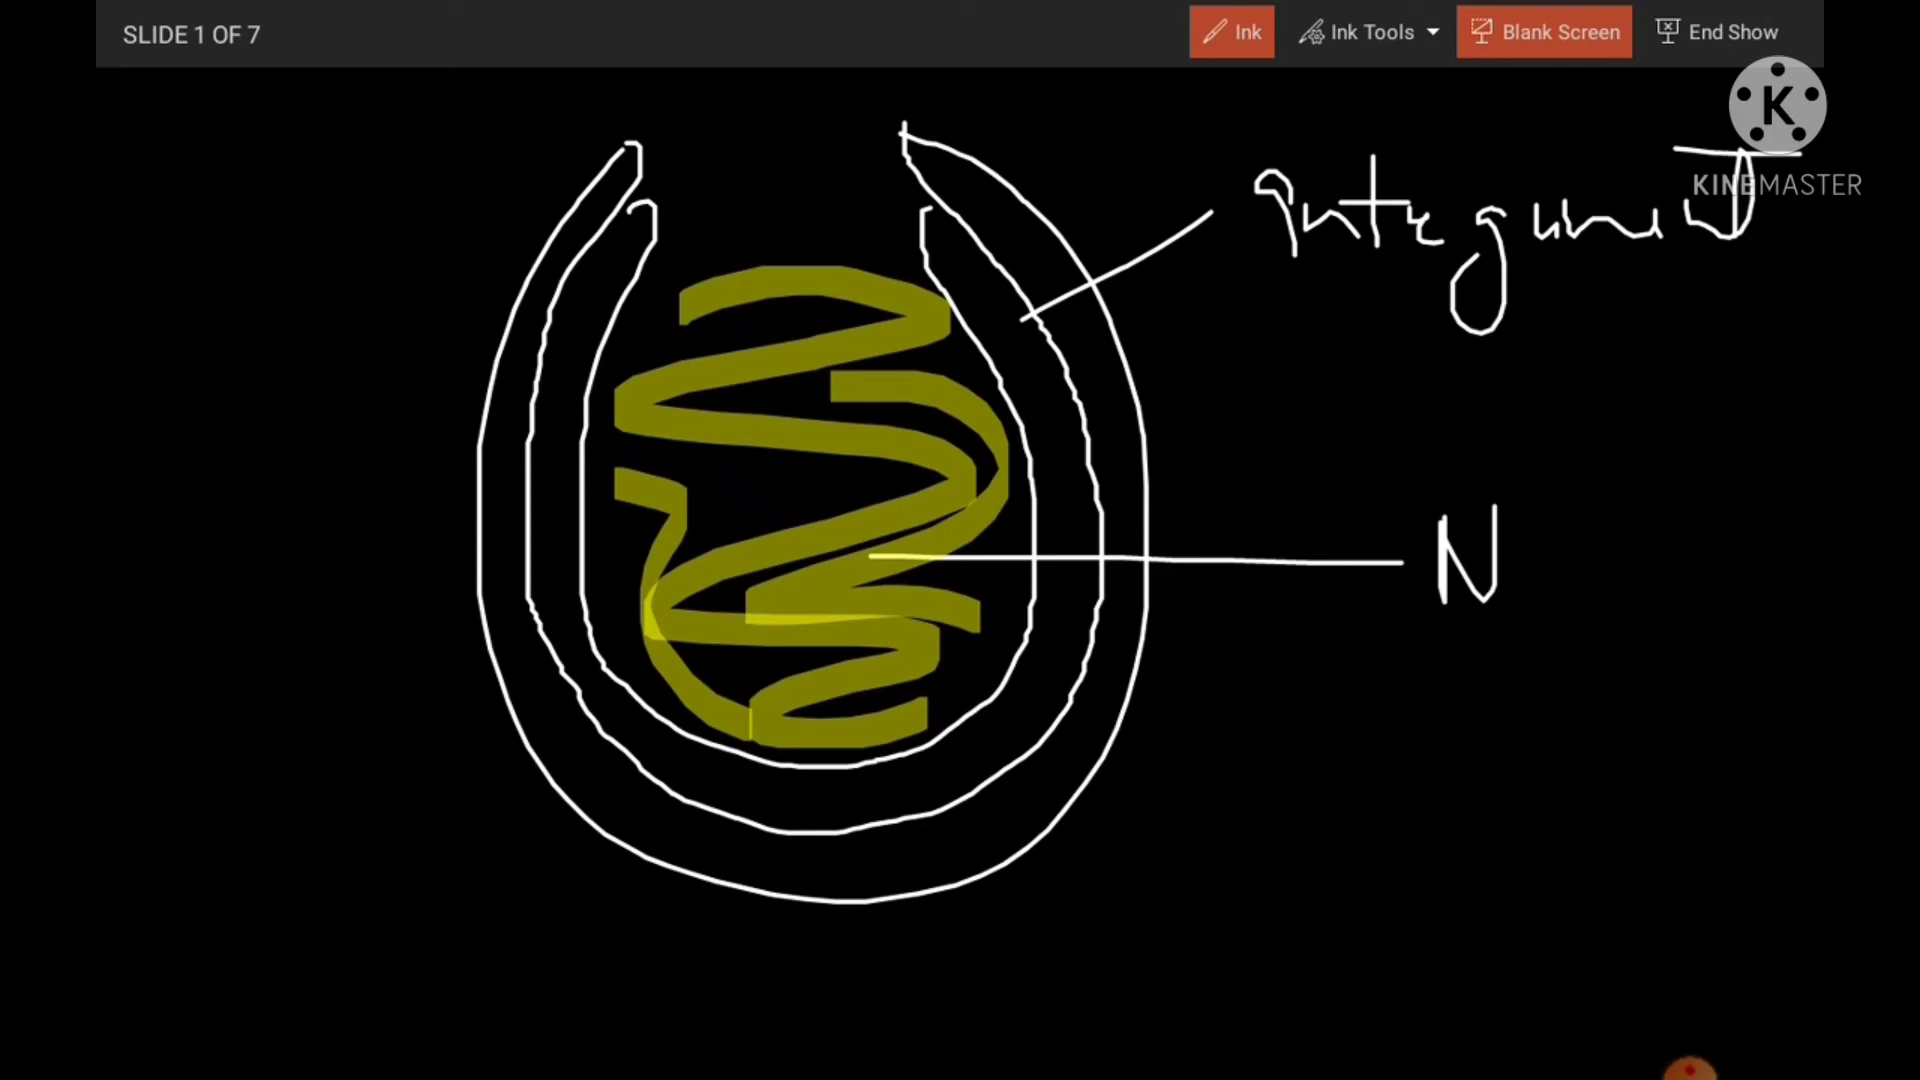 SLIDE 1 OF 7
Ink
Ink Tools
Blank Screen
End Show
K
KINEMASTER
Integument
N